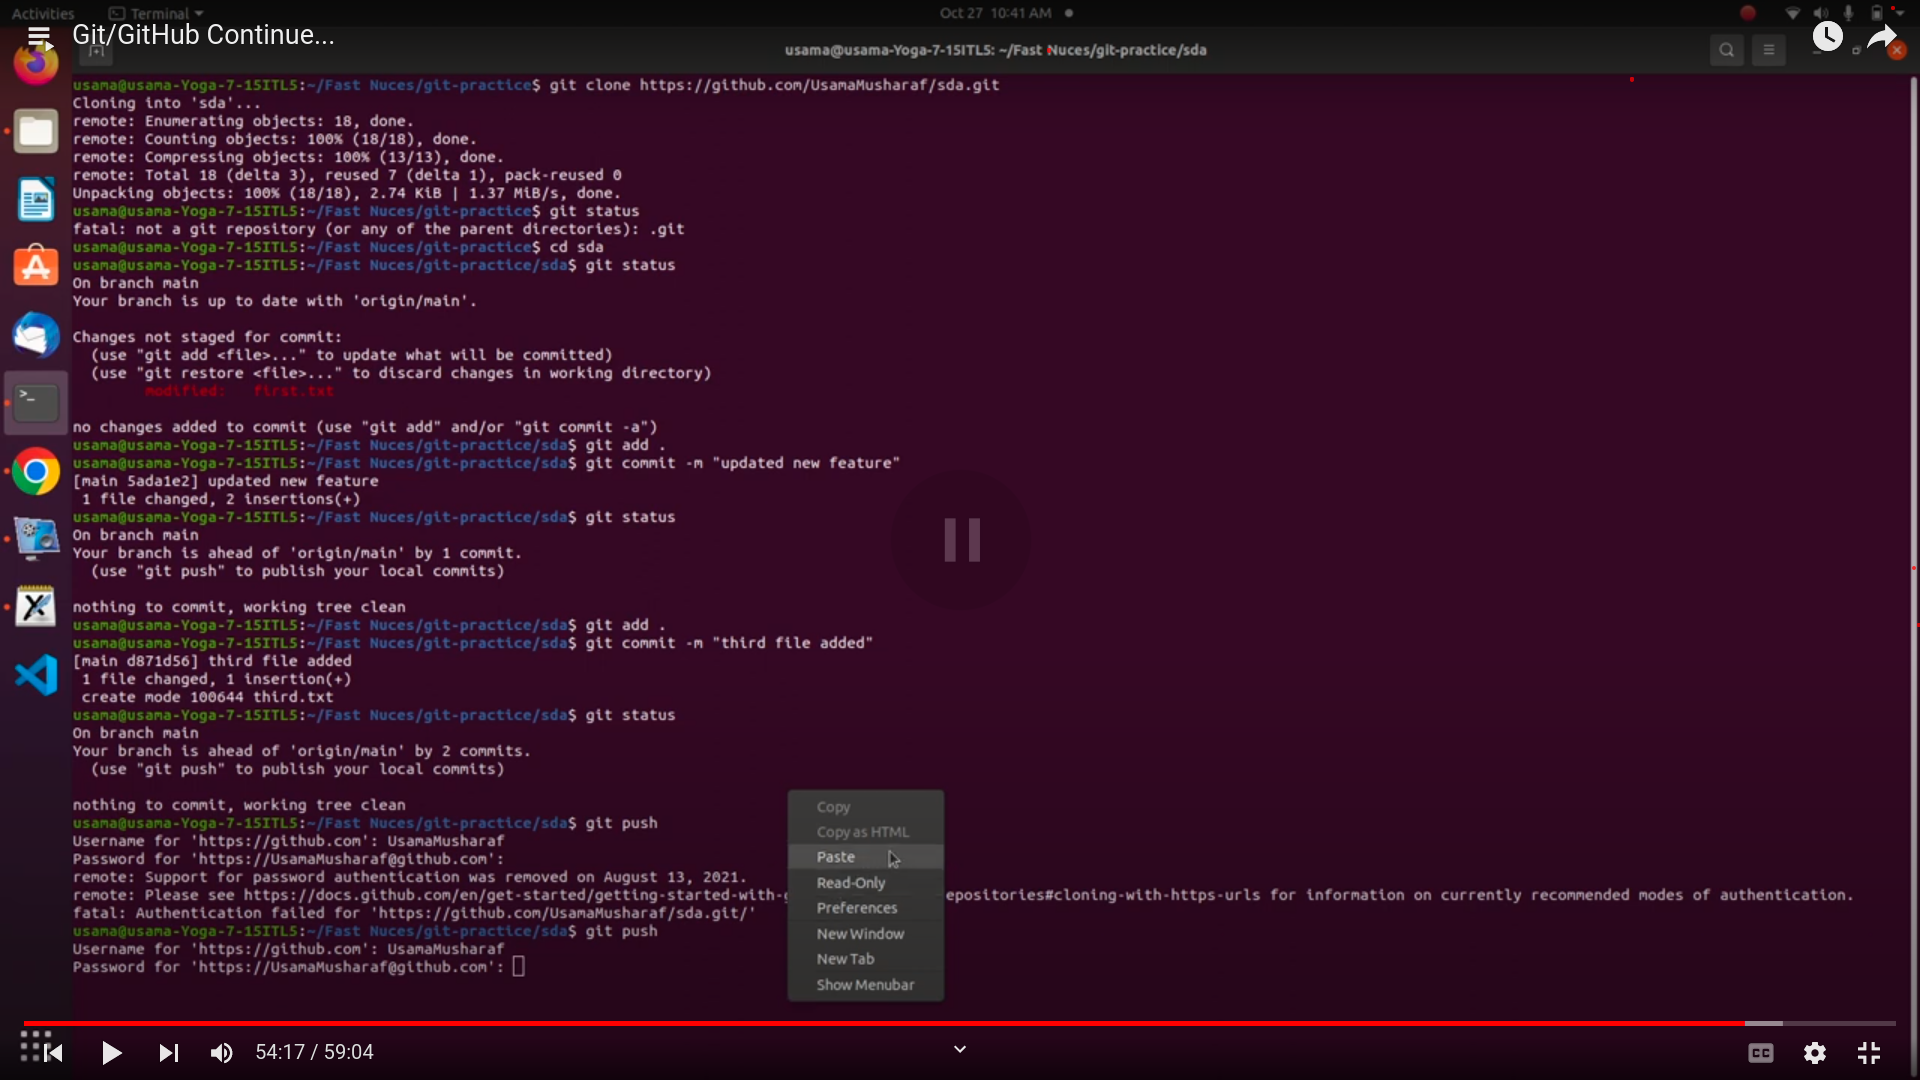 Activities
Terminal
Oct 27 10:41 AM
Git/GitHub Continue...
usama@usama-Yoga-7-15ITL5: ~/Fast Nuces/git-practice/sda
usama@usama-Yoga-7-15ITL5:~/Fast Nuces/git-practice$ git clone https://github.com/UsamaMusharaf/sda.git
Cloning into 'sda'...
remote: Enumerating objects: 18, done.
remote: Counting objects: 100% (18/18), done.
remote: Compressing objects: 100% (13/13), done.
remote: Total 18 (delta 3), reused 7 (delta 1), pack-reused 0
Unpacking objects: 100% (18/18), 2.74 KiB | 1.37 MiB/s, done.
usama@usama-Yoga-7-15ITL5:~/Fast Nuces/git-practice$ git status
fatal: not a git repository (or any of the parent directories): .git
usama@usama-Yoga-7-15ITL5:~/Fast Nuces/git-practice$ cd sda
usama@usama-Yoga-7-15ITL5:~/Fast Nuces/git-practice/sda$ git status
On branch main
Your branch is up to date with 'origin/main'.
Changes not staged for commit:
(use "git add <file>..." to update what will be committed)
(use "git restore <file>..." to discard changes in working directory)
modified: first.txt
no changes added to commit (use "git add" and/or "git commit -a")
usama@usama-Yoga-7-15ITL5:~/Fast Nuces/git-practice/sda$ git add .
usama@usama-Yoga-7-15ITL5:~/Fast Nuces/git-practice/sda$ git commit -m "updated new feature"
[main 5ada1e2] updated new feature
1 file changed, 2 insertions(+)
usama@usama-Yoga-7-15ITL5:~/Fast Nuces/git-practice/sda$ git status
On branch main
Your branch is ahead of 'origin/main' by 1 commit.
(use "git push" to publish your local commits)
nothing to commit, working tree clean
usama@usama-Yoga-7-15ITL5:~/Fast Nuces/git-practice/sda$ git add .
usama@usama-Yoga-7-15ITL5:~/Fast Nuces/git-practice/sda$ git commit -m "third file added"
[main d871d56] third file added
1 file changed, 1 insertion(+)
create mode 100644 third.txt
usama@usama-Yoga-7-15ITL5:~/Fast Nuces/git-practice/sda$ git status
On branch main
Your branch is ahead of 'origin/main' by 2 commits.
(use "git push" to publish your local commits)
nothing to commit, working tree clean
usama@usama-Yoga-7-15ITL5:~/Fast Nuces/git-practice/sda$ git push
Username for 'https://github.com': UsamaMusharaf
Password for 'https://UsamaMusharaf@github.com':
remote: Support for password authentication was removed on August 13, 2021.
remote: Please see https://docs.github.com/en/get-started/getting-started-with- epositories#cloning-with-https-urls for information on currently recommended modes of authentication.
fatal: Authentication failed for 'https://github.com/UsamaMusharaf/sda.git/'
usama@usama-Yoga-7-15ITL5:~/Fast Nuces/git-practice/sda$ git push
Username for 'https://github.com': UsamaMusharaf
Password for 'https://UsamaMusharaf@github.com':
Copy
Copy as HTML
Paste
Read-Only
Preferences
New Window
New Tab
Show Menubar
54:17 / 59:04
CC